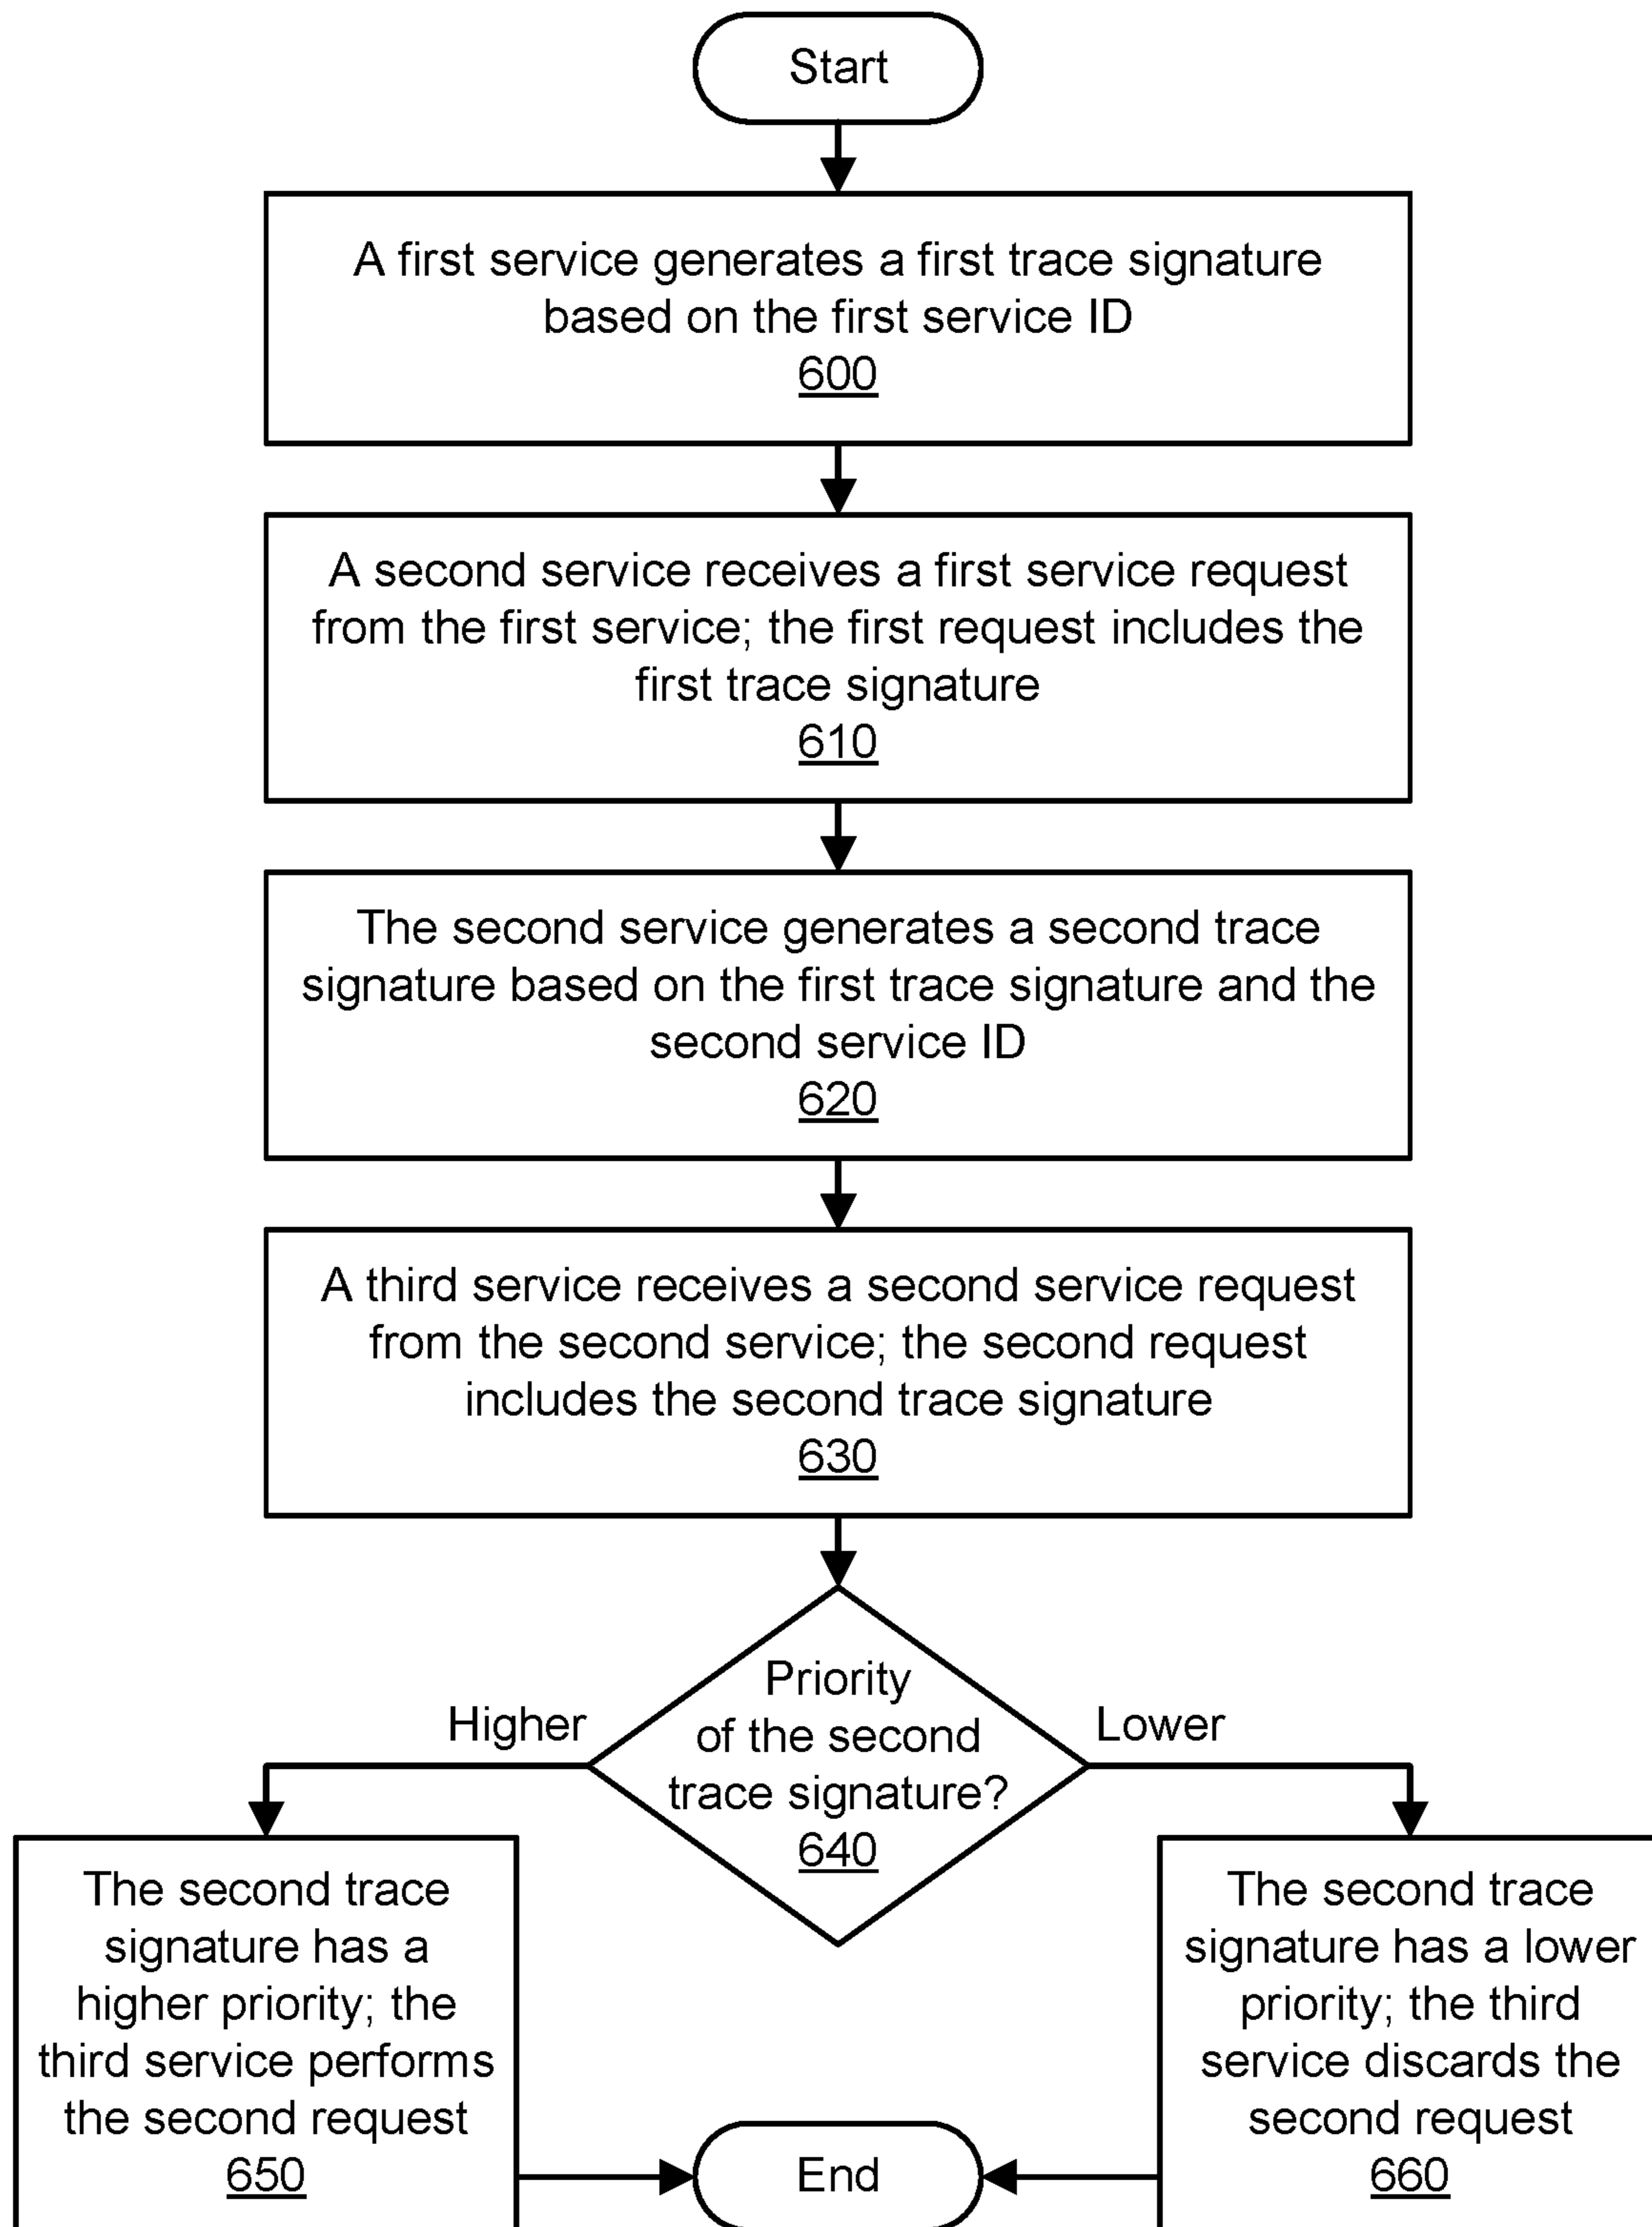 Start
A first service generates a first trace signature
based on the first service ID
600
A second service receives a first service request
from the first service; the first request includes the
first trace signature
610
The second service generates a second trace
signature based on the first trace signature and the
second service ID
620
A third service receives a second service request
from the second service; the second request
includes the second trace signature
630
Priority
of the second
trace signature?
640
Higher
Lower
The second trace
signature has a
higher priority; the
third service performs
the second request
650
The second trace
signature has a lower
priority; the third
service discards the
second request
660
End